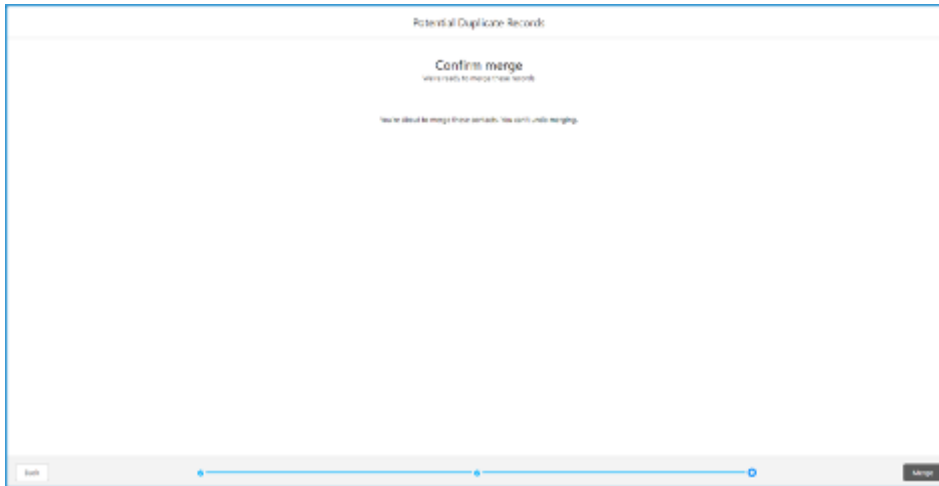 Potential Duplicate Records
Confirm merge
We're ready to merge these records
You're about to merge these contacts. You can't undo merging.
Back
Merge